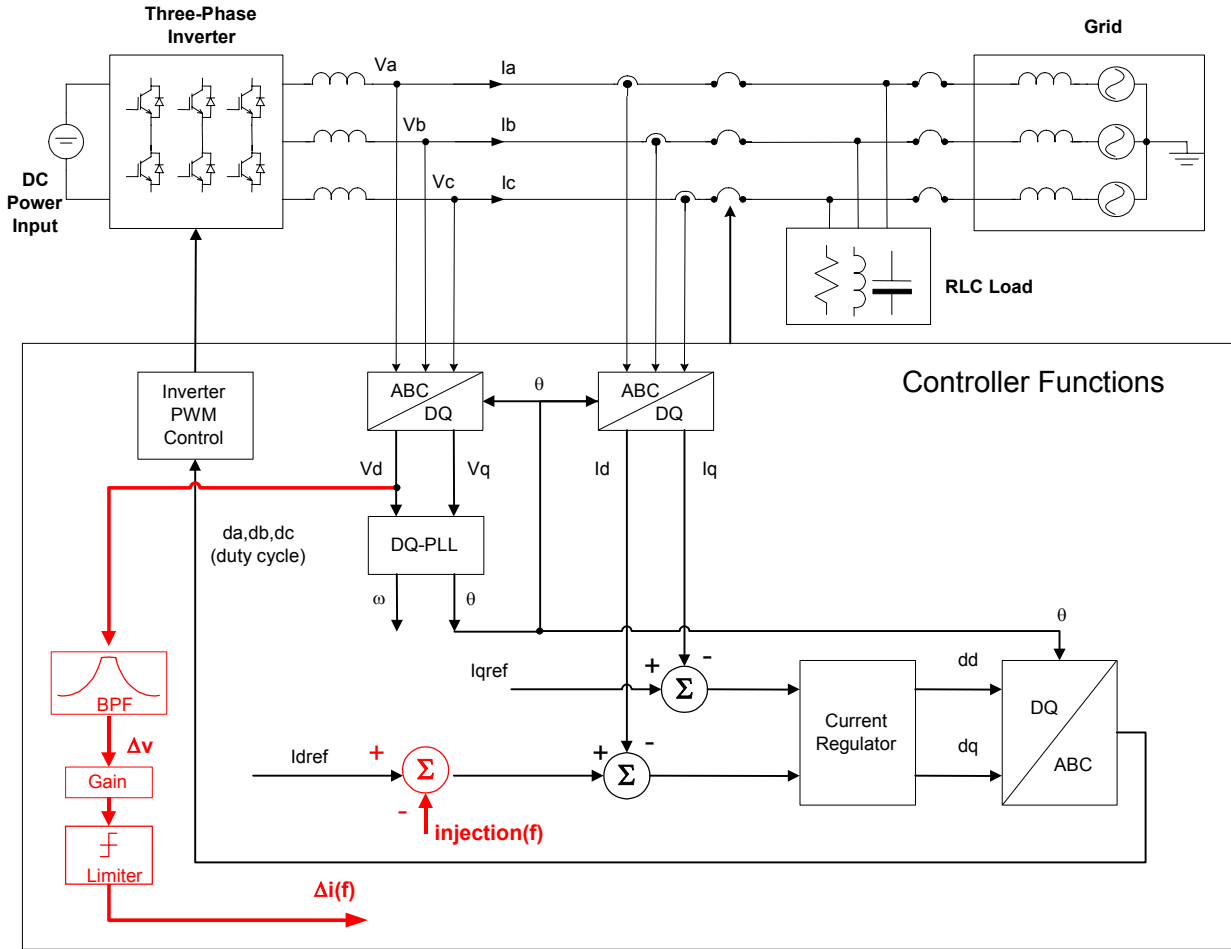 Three-Phase
Inverter
Grid
Va
Ia
Vb
Ib
Vc
Ic
DC
Power
Input
RLC Load
Controller Functions
Inverter
PWM
Control
ABC
DQ
θ
ABC
DQ
Vd
Vq
Id
Iq
da,db,dc
(duty cycle)
DQ-PLL
ω
θ
θ
BPF
Iqref
+
-
Σ
dd
DQ
ABC
Current
Regulator
dq
Δv
Gain
Idref
+
Σ
-
+
-
Σ
injection(f)
Limiter
Δi(f)